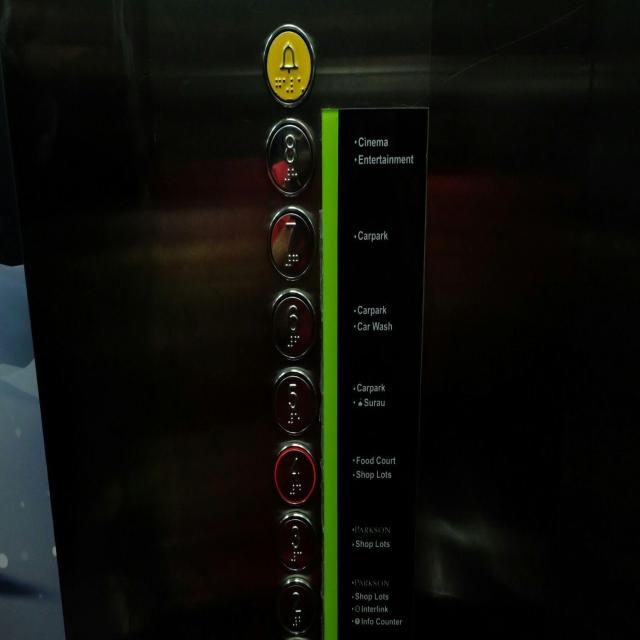 8
• Cinema
• Entertainment
7
• Carpark
6
• Carpark
• Car Wash
5
• Carpark
• Surau
4
• Food Court
• Shop Lots
3
• PARKSON
• Shop Lots
• PARKSON
• Shop Lots
• Interlink
• Info Counter